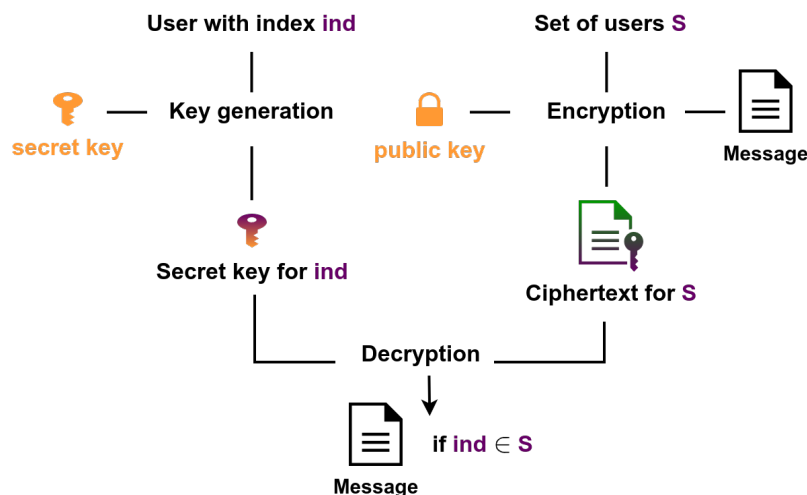 User with index ind
Set of users S
secret key
Key generation
public key
Encryption
Message
Secret key for ind
Ciphertext for S
Decryption
if ind ∈ S
Message